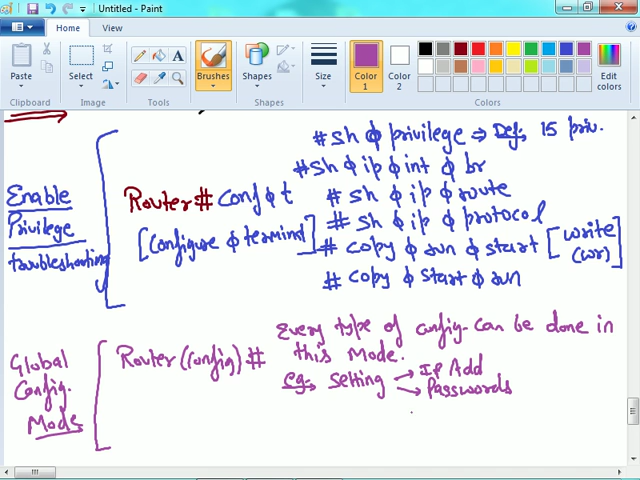 Untitled - Paint
Home View
Paste
Select
Brushes
Shapes
Size
Color 1
Color 2
Edit colors
Clipboard
Image
Tools
Shapes
Colors
# Sh ϕ privilege ⇒ Def: 15 priv.
# Sh ϕ ip ϕ int ϕ br
Enable
Privilege
troubleshooting
Router # Conf ϕ t
[Configure ϕ terminal]
# sh ϕ ip ϕ route
# sh ϕ ip ϕ protocol
# copy ϕ run ϕ start [write (wr)]
# copy ϕ start ϕ run
Global
Config.
Mode
Router(Config)#
Every type of config. can be done in
this Mode.
eg:→ Setting → IP Add
→ Passwords